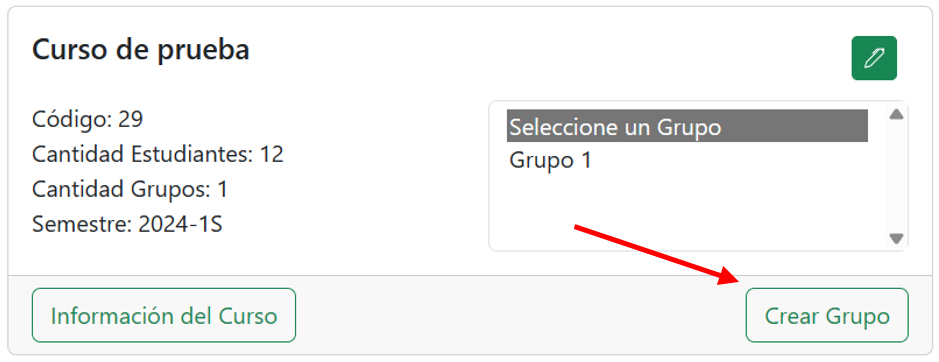 Curso de prueba
Código: 29
Cantidad Estudiantes: 12
Cantidad Grupos: 1
Semestre: 2024-1S
Seleccione un Grupo
Grupo 1
Información del Curso
Crear Grupo